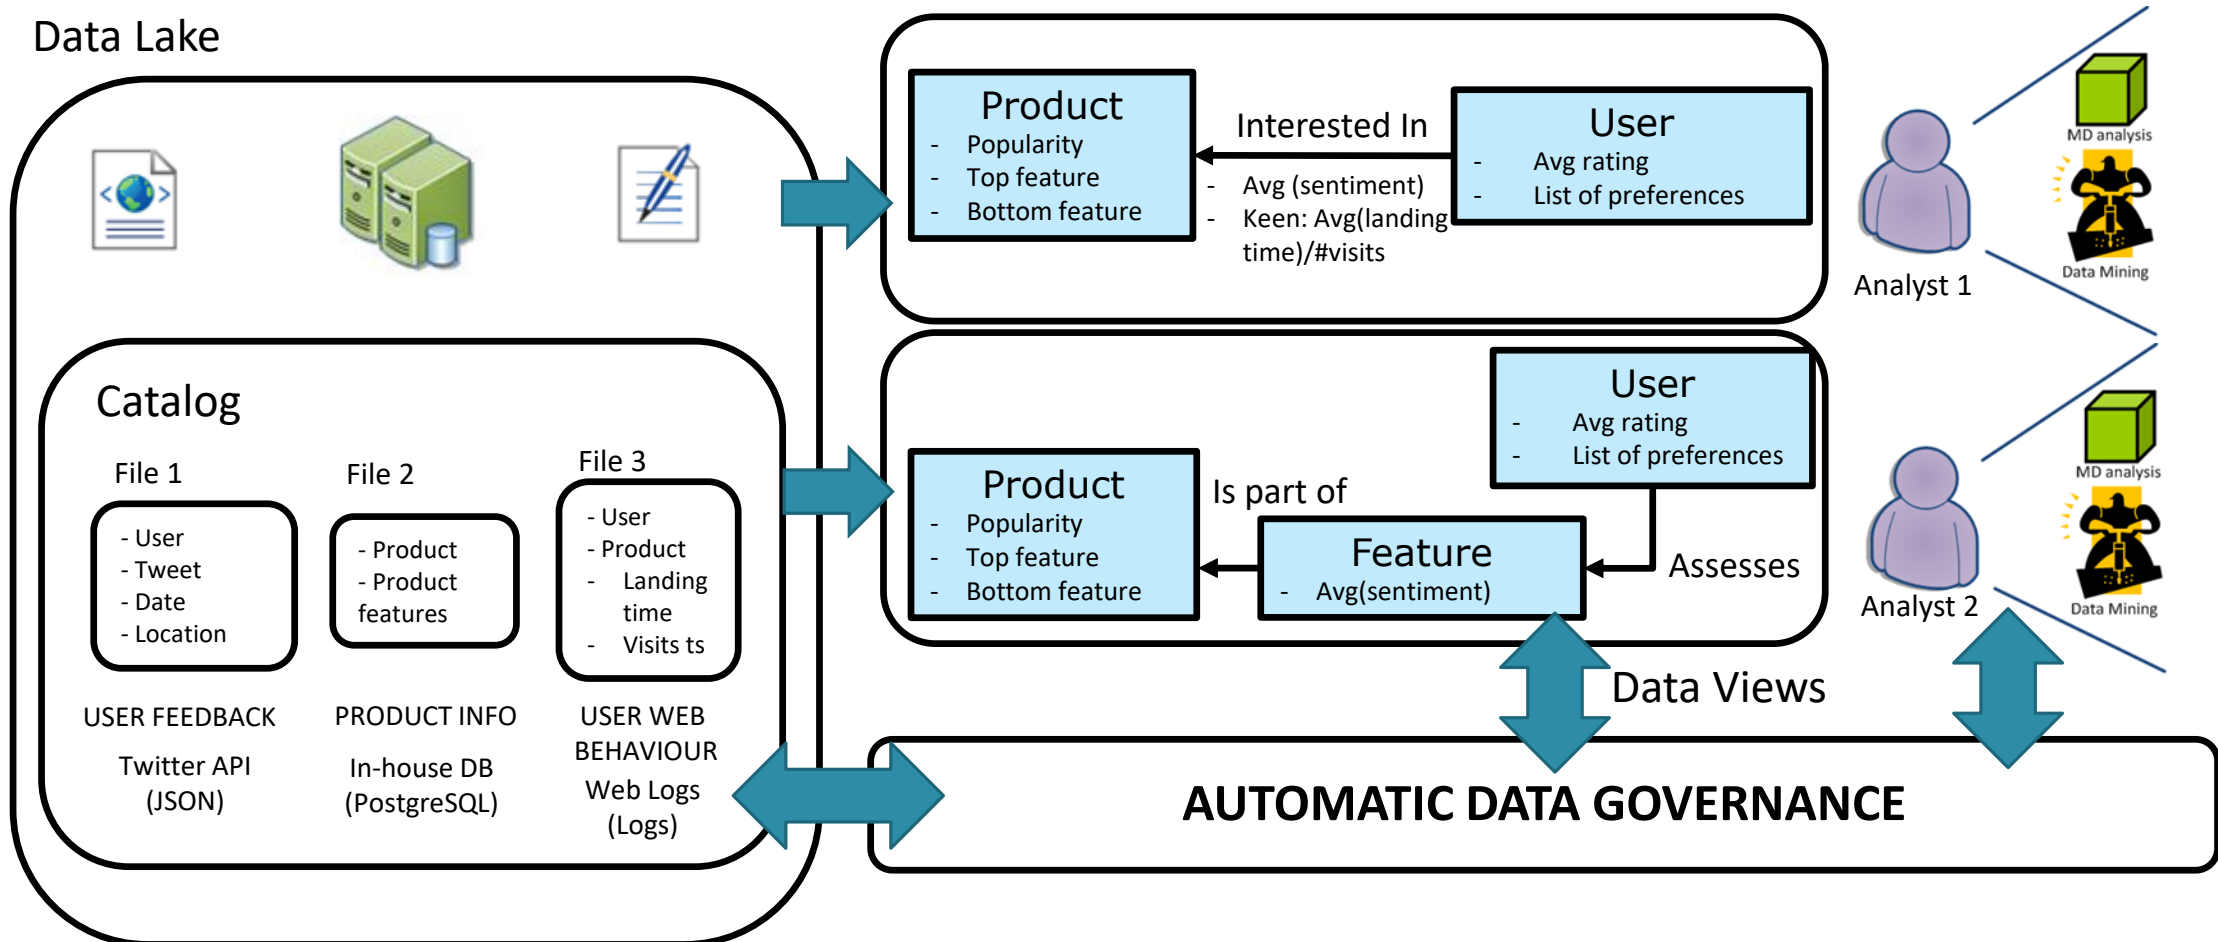 Data Lake
Catalog
File 1
- User
- Tweet
- Date
- Location
USER FEEDBACK
Twitter API
(JSON)
File 2
- Product
- Product
features
PRODUCT INFO
In-house DB
(PostgreSQL)
File 3
- User
- Product
- Landing
time
- Visits ts
USER WEB
BEHAVIOUR
Web Logs
(Logs)
Product
- Popularity
- Top feature
- Bottom feature
Interested In
- Avg (sentiment)
- Keen: Avg(landing
time)/#visits
User
- Avg rating
- List of preferences
Analyst 1
MD analysis
Data Mining
Product
- Popularity
- Top feature
- Bottom feature
Is part of
Feature
- Avg(sentiment)
User
- Avg rating
- List of preferences
Assesses
Analyst 2
MD analysis
Data Mining
Data Views
AUTOMATIC DATA GOVERNANCE